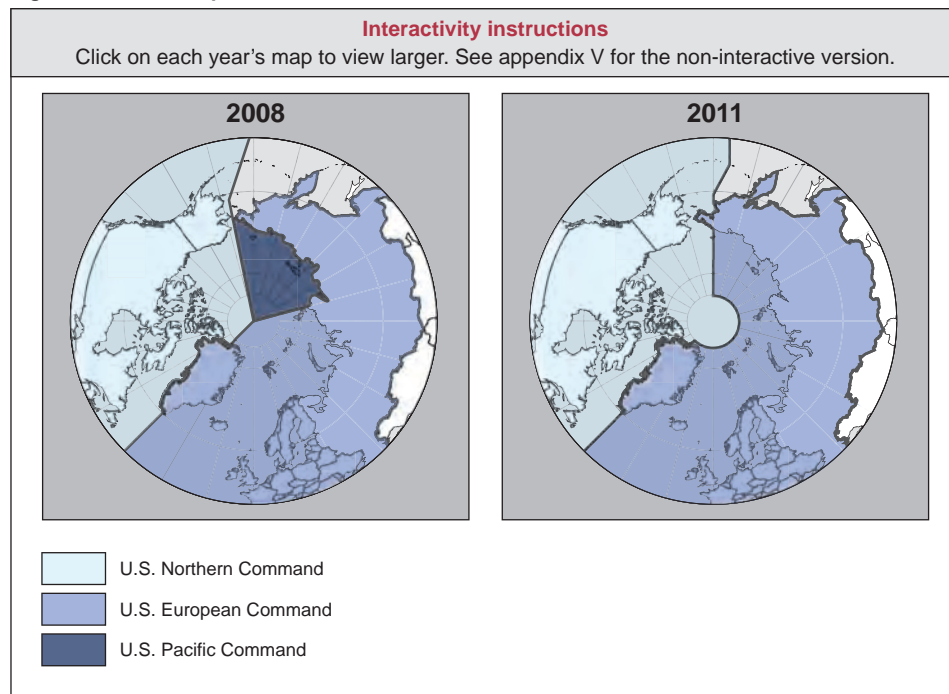 Interactivity instructions
Click on each year's map to view larger. See appendix V for the non-interactive version.
2008
2011
U.S. Northern Command
U.S. European Command
U.S. Pacific Command